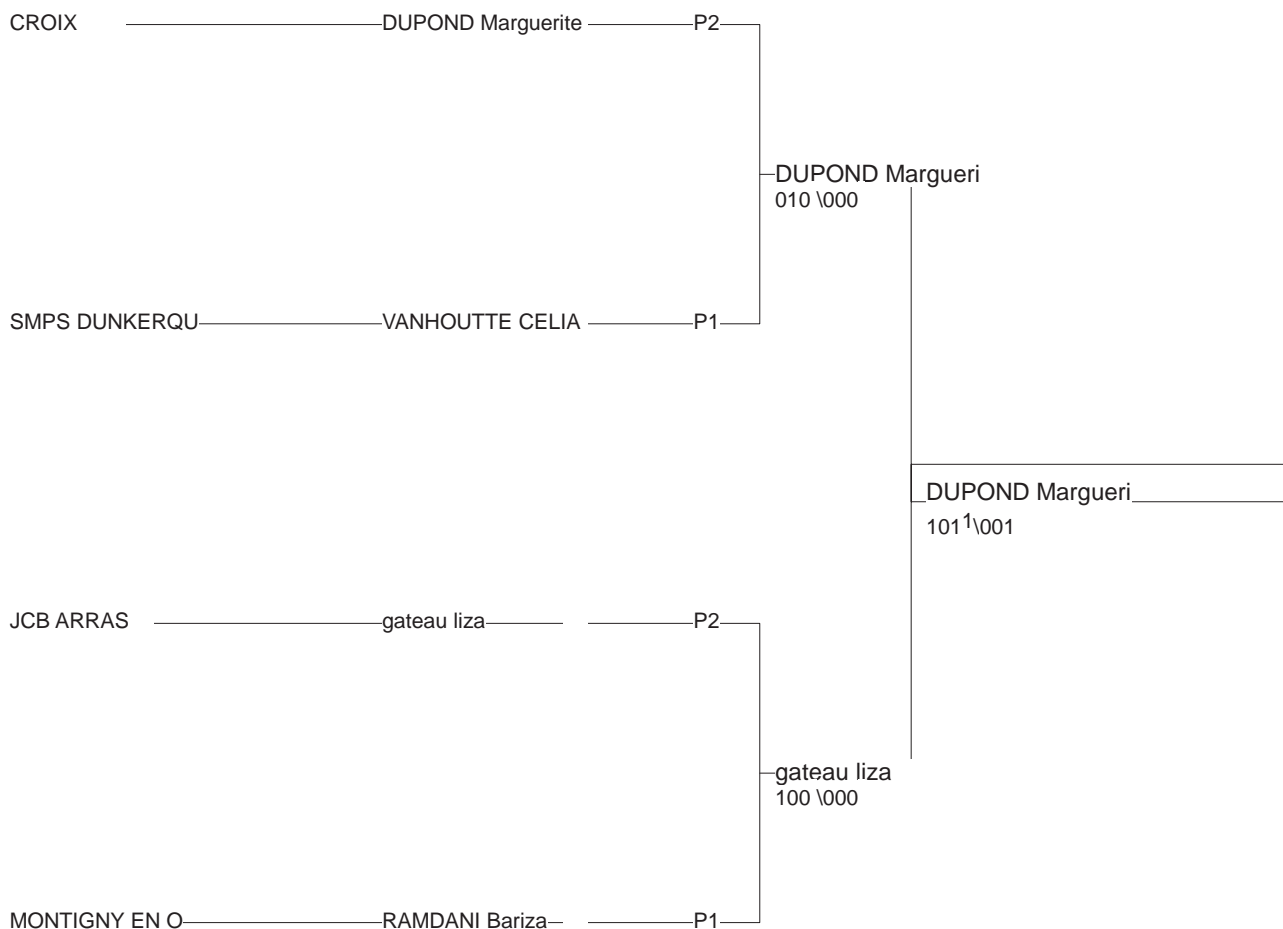 CROIX DUPOND Marguerite P2
DUPOND Margueri
010 \000
SMPS DUNKERQU VANHOUTTE CELIA P1
DUPOND Margueri
1011\001
JCB ARRAS gateau liza P2
gateau liza
100 \000
MONTIGNY EN O RAMDANI Bariza P1